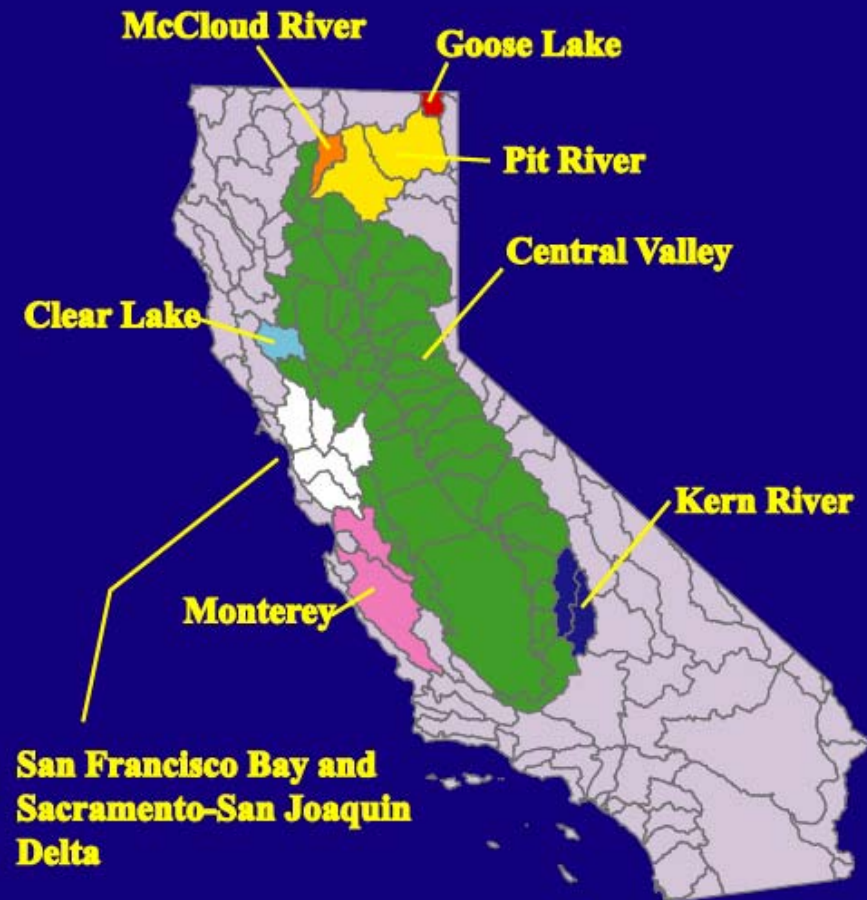 McCloud River
Goose Lake
Pit River
Central Valley
Clear Lake
Kern River
Monterey
San Francisco Bay and
Sacramento-San Joaquin
Delta